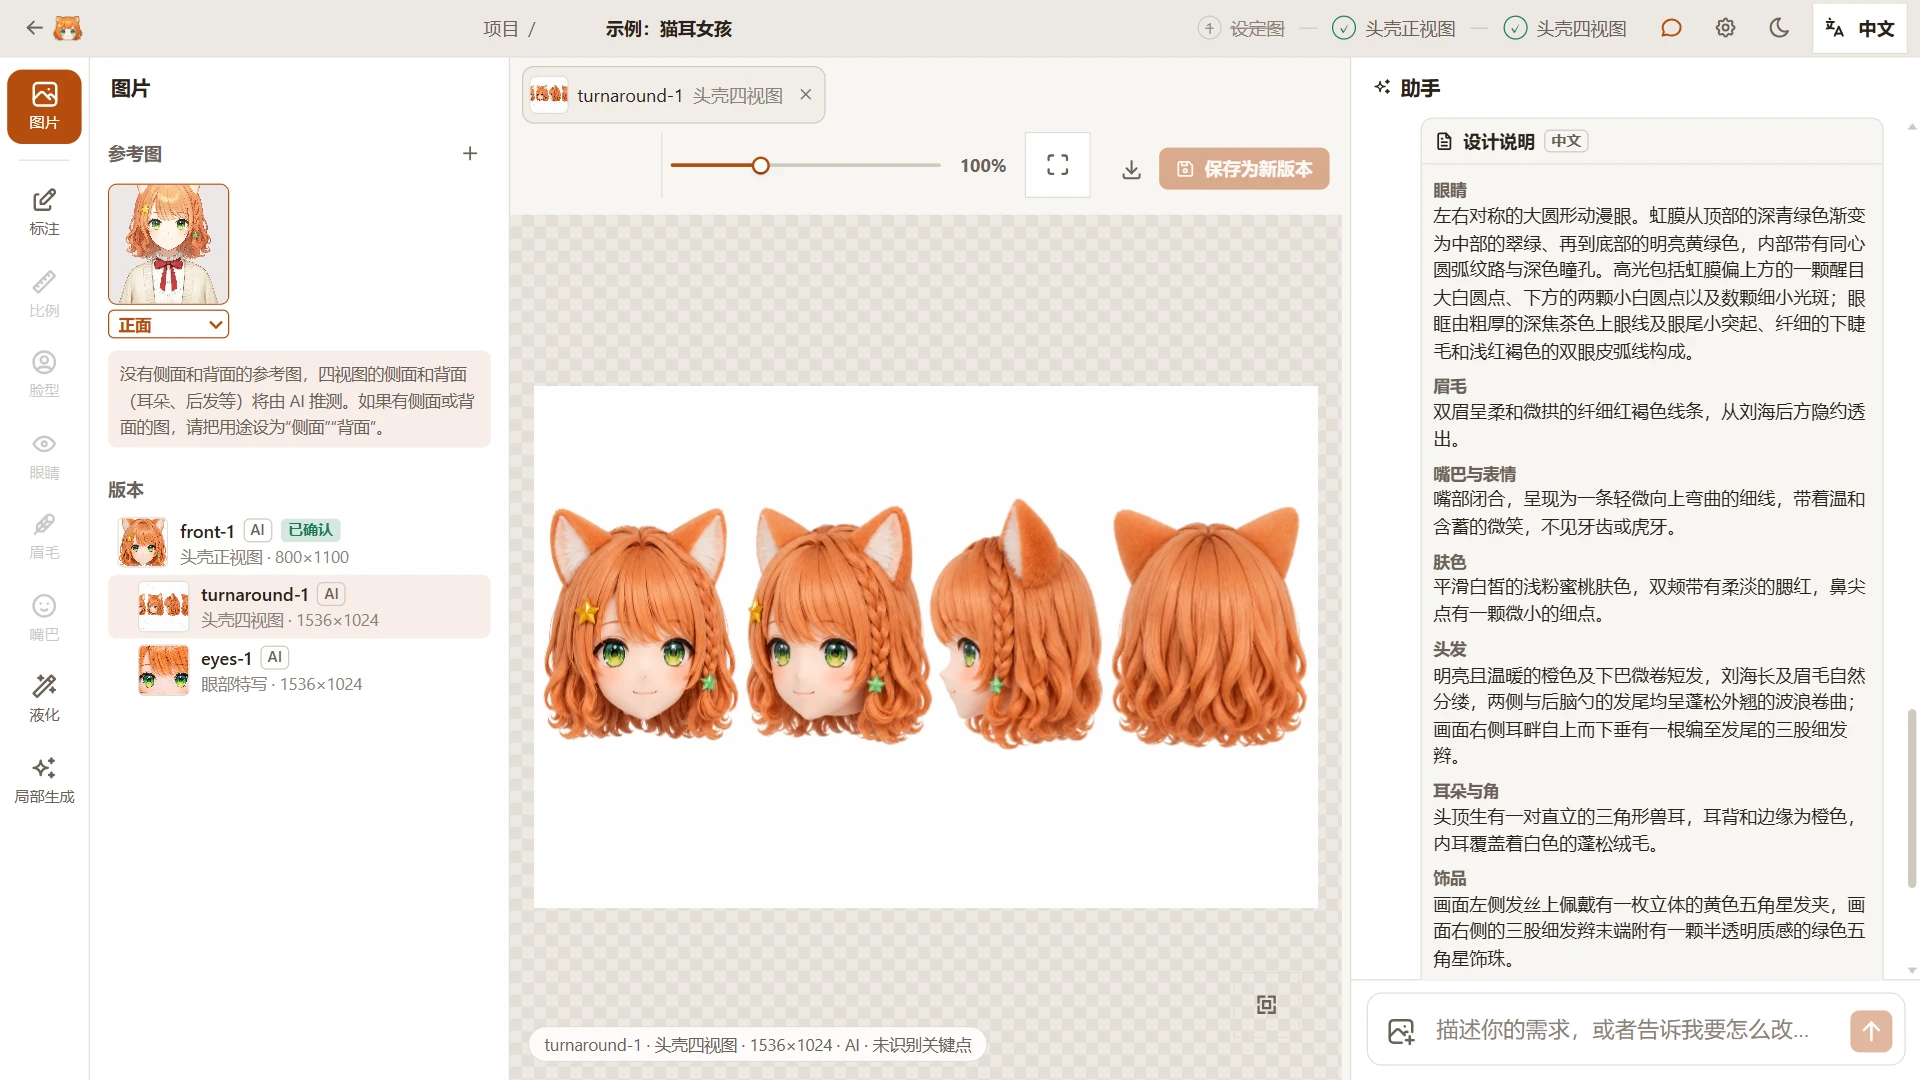 项目 /
示例：猫耳女孩
设定图
头壳正视图
头壳四视图
中文
图片
标注
比例
脸型
眼睛
眉毛
嘴巴
液化
局部生成
图片
参考图
正面
没有侧面和背面的参考图，四视图的侧面和背面
（耳朵、后发等）将由 AI 推测。如果有侧面或背
面的图，请把用途设为“侧面”“背面”。
版本
front-1 AI 已确认
头壳正视图 · 800×1100
turnaround-1 AI
头壳四视图 · 1536×1024
eyes-1 AI
眼部特写 · 1536×1024
turnaround-1 头壳四视图
100%
保存为新版本
turnaround-1 · 头壳四视图 · 1536×1024 · AI · 未识别关键点
助手
设计说明 中文
眼睛
左右对称的大圆形动漫眼。虹膜从顶部的深青绿色渐变
为中部的翠绿、再到底部的明亮黄绿色，内部带有同心
圆弧纹路与深色瞳孔。高光包括虹膜偏上方的一颗醒目
大白圆点、下方的两颗小白圆点以及数颗细小光斑；眼
眶由粗厚的深焦茶色上眼线及眼尾小突起、纤细的下睫
毛和浅红褐色的双眼皮弧线构成。
眉毛
双眉呈柔和微拱的纤细红褐色线条，从刘海后方隐约透
出。
嘴巴与表情
嘴部闭合，呈现为一条轻微向上弯曲的细线，带着温和
含蓄的微笑，不见牙齿或虎牙。
肤色
平滑白皙的浅粉蜜桃肤色，双颊带有柔淡的腮红，鼻尖
点有一颗微小的细点。
头发
明亮且温暖的橙色及下巴微卷短发，刘海长及眉毛自然
分缕，两侧与后脑勺的发尾均呈蓬松外翘的波浪卷曲；
画面右侧耳畔自上而下垂有一根编至发尾的三股细发
辫。
耳朵与角
头顶生有一对直立的三角形兽耳，耳背和边缘为橙色，
内耳覆盖着白色的蓬松绒毛。
饰品
画面左侧发丝上佩戴有一枚立体的黄色五角星发夹，画
面右侧的三股细发辫末端附有一颗半透明质感的绿色五
角星饰珠。
描述你的需求，或者告诉我要怎么改...